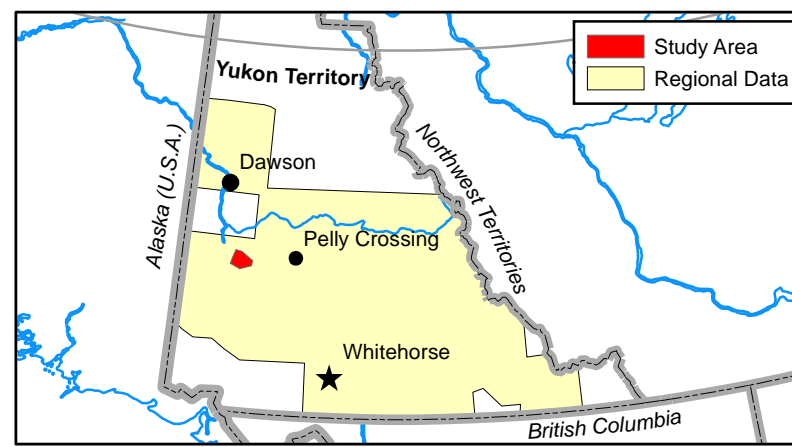 Study Area
Yukon Territory
Regional Data
Dawson
Alaska (U.S.A.)
Northwest Territories
Pelly Crossing
Whitehorse
British Columbia